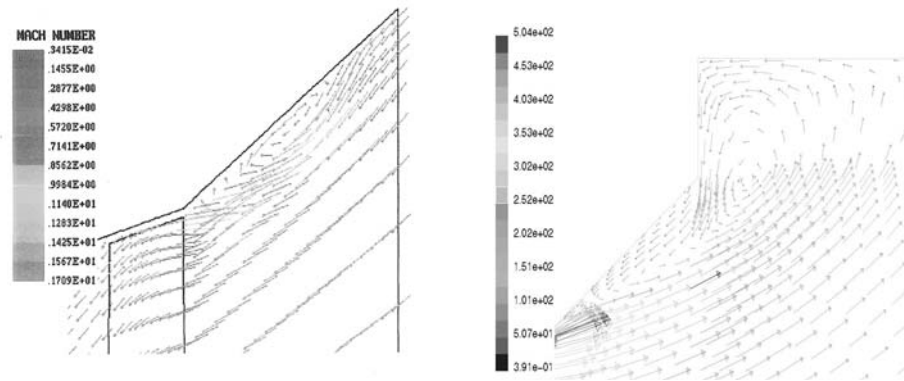 MACH NUMBER
.3415E-02
.1455E+00
.2877E+00
.4298E+00
.5720E+00
.7141E+00
.8562E+00
.9984E+00
.1140E+01
.1283E+01
.1425E+01
.1567E+01
.1709E+01
5.04e+02
4.53e+02
4.03e+02
3.53e+02
3.02e+02
2.52e+02
2.02e+02
1.51e+02
1.01e+02
5.07e+01
3.91e-01